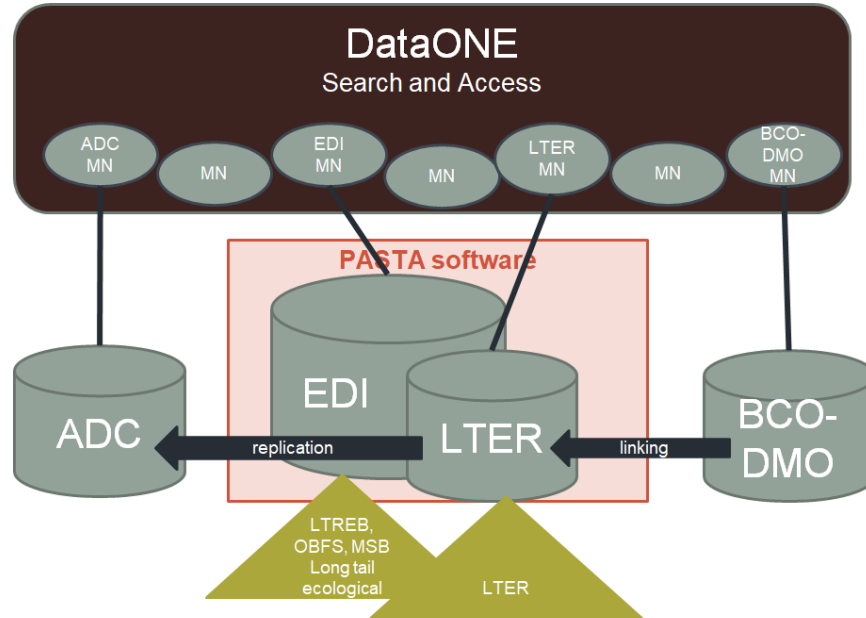 DataONE
Search and Access
ADC
MN
MN
EDI
MN
MN
LTER
MN
MN
BCO-
DMO
MN
PASTA software
EDI
ADC
LTER
BCO-
DMO
replication
linking
LTREB,
OBFS, MSB
Long tail
ecological
LTER